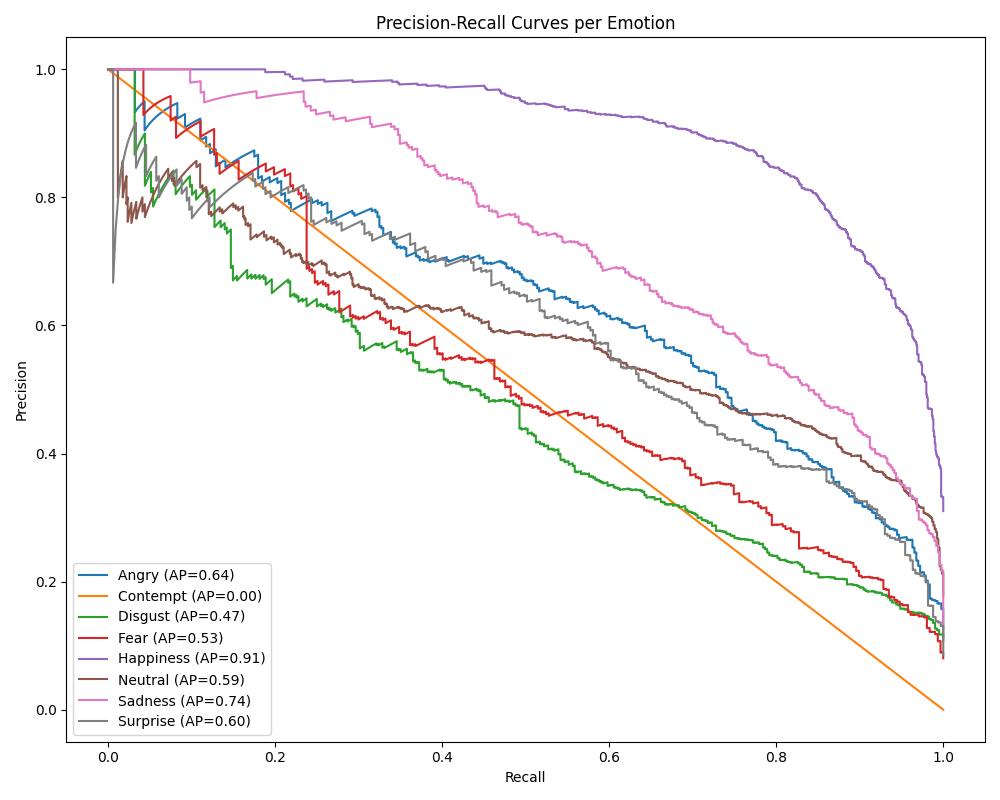 Precision-Recall Curves per Emotion
Precision
1.0
0.8
0.6
0.4
0.2
0.0
Angry (AP=0.64)
Contempt (AP=0.00)
Disgust (AP=0.47)
Fear (AP=0.53)
Happiness (AP=0.91)
Neutral (AP=0.59)
Sadness (AP=0.74)
Surprise (AP=0.60)
0.0 0.2 0.4 0.6 0.8 1.0
Recall